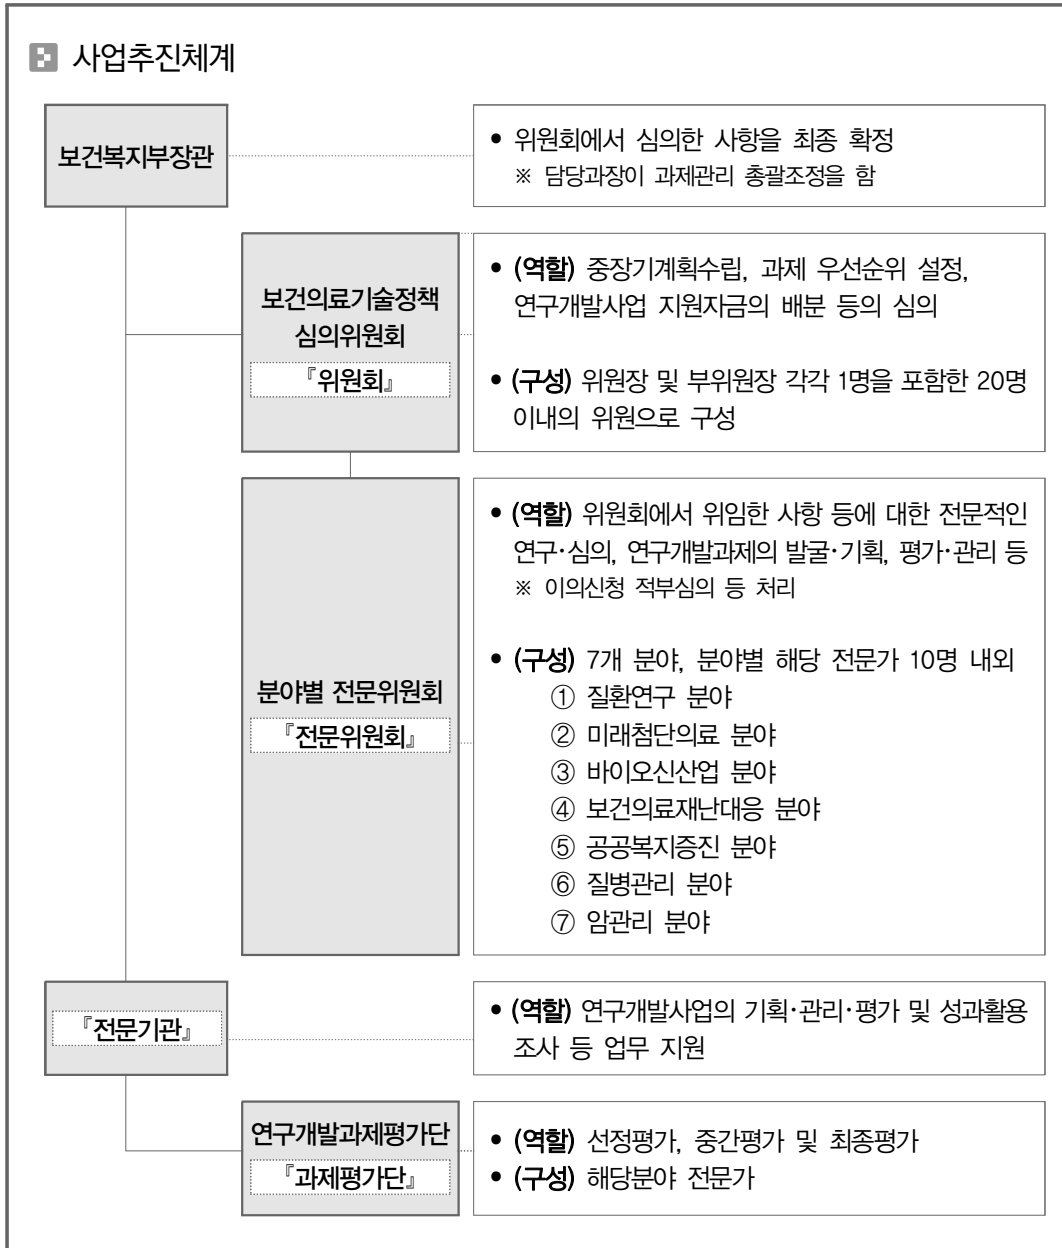 사업추진체계
보건복지부장관
• 위원회에서 심의한 사항을 최종 확정
※ 담당과장이 과제관리 총괄조정을 함
보건의료기술정책
심의위원회
『위원회』
• (역할) 중장기계획수립, 과제 우선순위 설정,
연구개발사업 지원자금의 배분 등의 심의
• (구성) 위원장 및 부위원장 각각 1명을 포함한 20명
이내의 위원으로 구성
분야별 전문위원회
『전문위원회』
• (역할) 위원회에서 위임한 사항 등에 대한 전문적인
연구·심의, 연구개발과제의 발굴·기획, 평가·관리 등
※ 이의신청 적부심의 등 처리
• (구성) 7개 분야, 분야별 해당 전문가 10명 내외
① 질환연구 분야
② 미래첨단의료 분야
③ 바이오신산업 분야
④ 보건의료재난대응 분야
⑤ 공공복지증진 분야
⑥ 질병관리 분야
⑦ 암관리 분야
『전문기관』
• (역할) 연구개발사업의 기획·관리·평가 및 성과활용
조사 등 업무 지원
연구개발과제평가단
『과제평가단』
• (역할) 선정평가, 중간평가 및 최종평가
• (구성) 해당분야 전문가